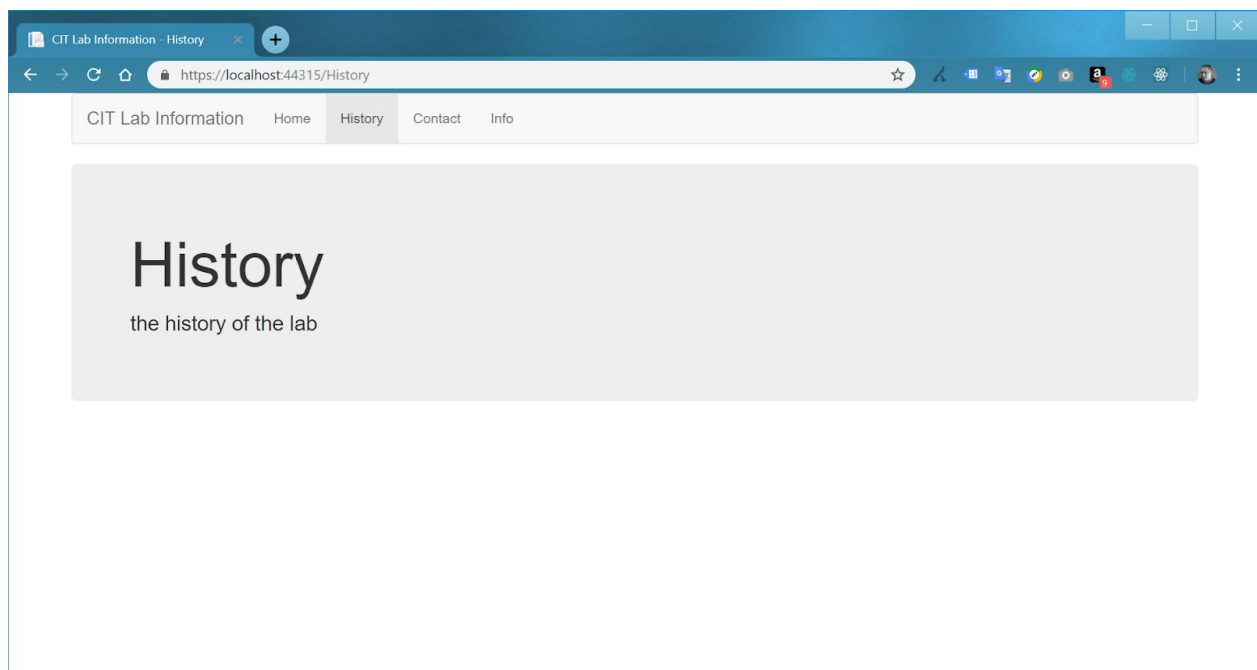 CIT Lab Information - History
https://localhost:44315/History
9
CIT Lab Information Home History Contact Info
History
the history of the lab